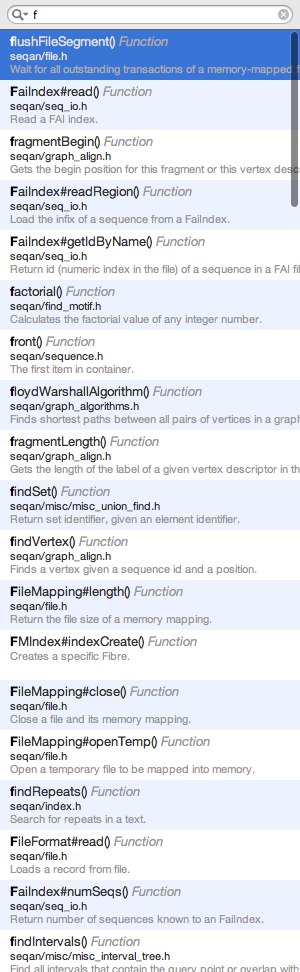 f
flushFileSegment() Function
seqan/file.h
Wait for all outstanding transactions of a memory-mapped f
FaiIndex#read() Function
seqan/seq_io.h
Read a FAI index.
fragmentBegin() Function
seqan/graph_align.h
Gets the begin position for this fragment or this vertex desc
FaiIndex#readRegion() Function
seqan/seq_io.h
Load the infix of a sequence from a FaiIndex.
FaiIndex#getIdByName() Function
seqan/seq_io.h
Return id (numeric index in the file) of a sequence in a FAI fi
factorial() Function
seqan/find_motif.h
Calculates the factorial value of any integer number.
front() Function
seqan/sequence.h
The first item in container.
floydWarshallAlgorithm() Function
seqan/graph_algorithms.h
Finds shortest paths between all pairs of vertices in a graph
fragmentLength() Function
seqan/graph_align.h
Gets the length of the label of a given vertex descriptor in th
findSet() Function
seqan/misc/misc_union_find.h
Return set identifier, given an element identifier.
findVertex() Function
seqan/graph_align.h
Finds a vertex given a sequence id and a position.
FileMapping#length() Function
seqan/file.h
Return the file size of a memory mapping.
FMIndex#indexCreate() Function
Creates a specific Fibre.
FileMapping#close() Function
seqan/file.h
Close a file and its memory mapping.
FileMapping#openTemp() Function
seqan/file.h
Open a temporary file to be mapped into memory.
findRepeats() Function
seqan/index.h
Search for repeats in a text.
FileFormat#read() Function
seqan/file.h
Loads a record from file.
FaiIndex#numSeqs() Function
seqan/seq_io.h
Return number of sequences known to an FaiIndex.
findIntervals() Function
seqan/misc/misc_interval_tree.h
Find all intervals that contain the query point or overlap with